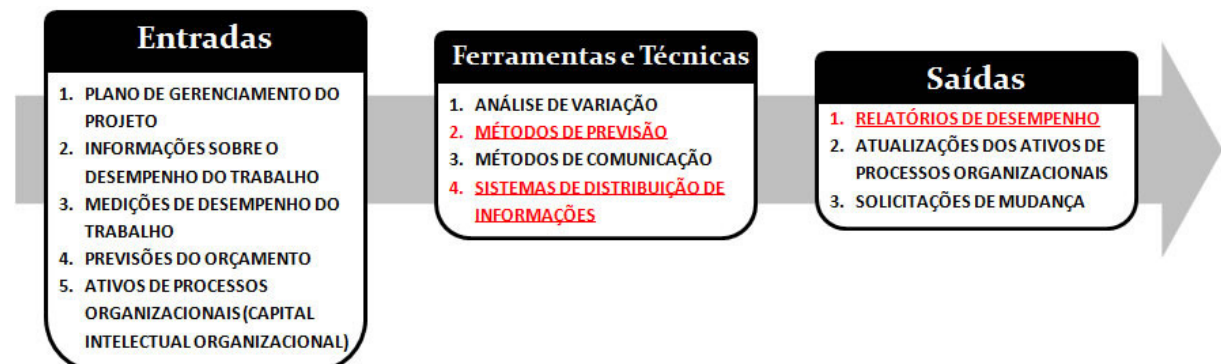 Entradas
1. PLANO DE GERENCIAMENTO DO
PROJETO
2. INFORMAÇÕES SOBRE O
DESEMPENHO DO TRABALHO
3. MEDIÇÕES DE DESEMPENHO DO
TRABALHO
4. PREVISÕES DO ORÇAMENTO
5. ATIVOS DE PROCESSOS
ORGANIZACIONAIS (CAPITAL
INTELECTUAL ORGANIZACIONAL)
Ferramentas e Técnicas
1. ANÁLISE DE VARIAÇÃO
2. MÉTODOS DE PREVISÃO
3. MÉTODOS DE COMUNICAÇÃO
4. SISTEMAS DE DISTRIBUIÇÃO DE
INFORMAÇÕES
Saídas
1. RELATÓRIOS DE DESEMPENHO
2. ATUALIZAÇÕES DOS ATIVOS DE
PROCESSOS ORGANIZACIONAIS
3. SOLICITAÇÕES DE MUDANÇA